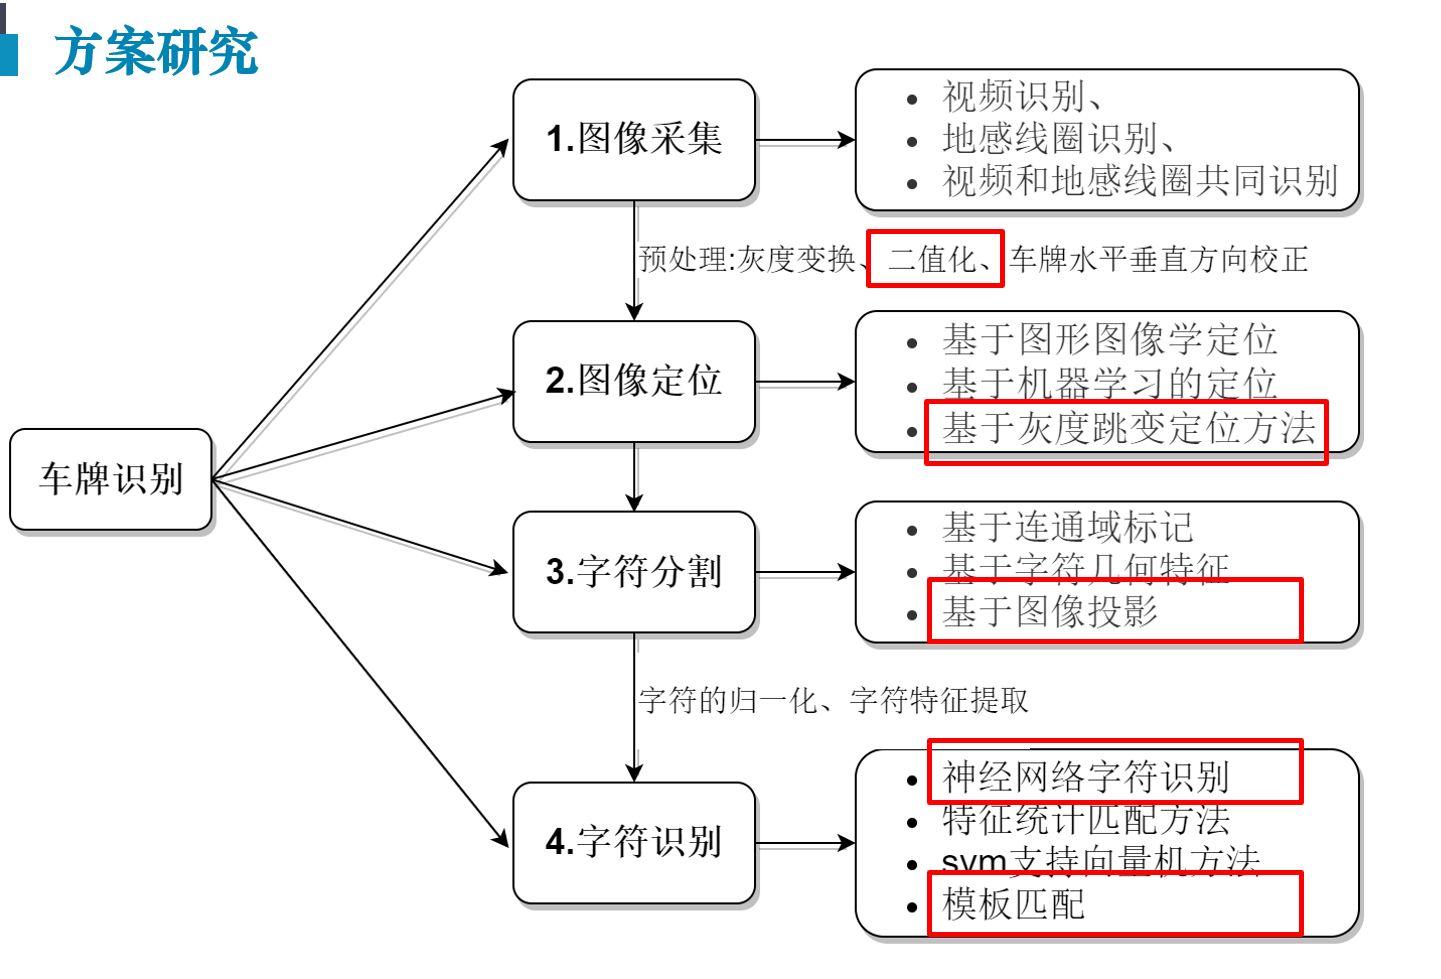 方案研究
1.图像采集
视频识别、
地感线圈识别、
视频和地感线圈共同识别
预处理:灰度变换、二值化、车牌水平垂直方向校正
2.图像定位
基于图形图像学定位
基于机器学习的定位
基于灰度跳变定位方法
车牌识别
3.字符分割
基于连通域标记
基于字符几何特征
基于图像投影
字符的归一化、字符特征提取
4.字符识别
神经网络字符识别
特征统计匹配方法
svm支持向量机方法
模板匹配